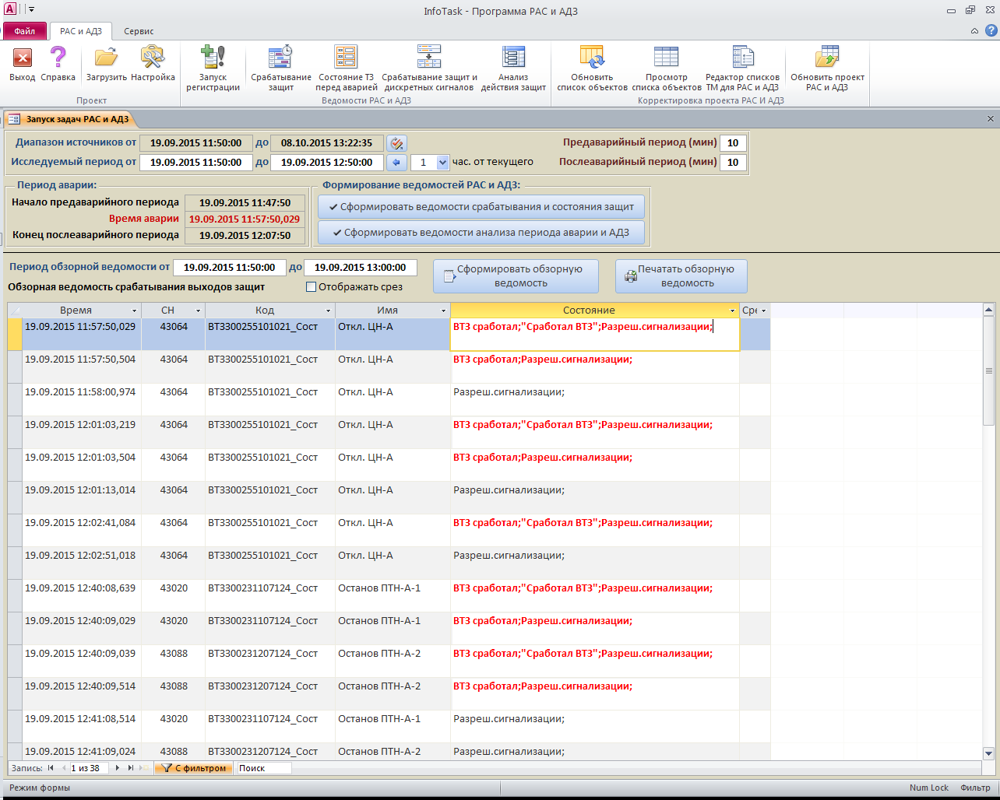 InfoTask - Программа РАС и АДЗ
Файл РАС и АДЗ Сервис
Выход Справка Загрузить Настройка
Проект
Запуск регистрации
Срабатывание защит
Состояние ТЗ перед аварией
Срабатывание защит и дискретных сигналов
Анализ действия защит
Ведомости РАС и АДЗ
Обновить список объектов
Просмотр списка объектов
Редактор списков ТМ для РАС и АДЗ
Обновить проект РАС и АДЗ
Корректировка проекта РАС И АДЗ
Запуск задач РАС и АДЗ
Диапазон источников от 19.09.2015 11:50:00 до 08.10.2015 13:22:35 Предаварийный период (мин) 10
Исследуемый период от 19.09.2015 11:50:00 до 19.09.2015 12:50:00 1 час. от текущего Послеаварийный период (мин) 10
Период аварии:
Начало предаварийного периода 19.09.2015 11:47:50
Время аварии 19.09.2015 11:57:50,029
Конец послеаварийного периода 19.09.2015 12:07:50
Формирование ведомостей РАС и АДЗ:
Сформировать ведомости срабатывания и состояния защит
Сформировать ведомости анализа периода аварии и АДЗ
Период обзорной ведомости от 19.09.2015 11:50:00 до 19.09.2015 13:00:00
Обзорная ведомость срабатывания выходов защит Отображать срез
Сформировать обзорную ведомость
Печатать обзорную ведомость
Время СН Код Имя Состояние Сре
19.09.2015 11:57:50,029 43064 ВТЗ300255101021_Сост Откл. ЦН-А ВТЗ сработал;"Сработал ВТЗ";Разреш.сигнализации;
19.09.2015 11:57:50,504 43064 ВТЗ300255101021_Сост Откл. ЦН-А ВТЗ сработал;Разреш.сигнализации;
19.09.2015 11:58:00,974 43064 ВТЗ300255101021_Сост Откл. ЦН-А Разреш.сигнализации;
19.09.2015 12:01:03,219 43064 ВТЗ300255101021_Сост Откл. ЦН-А ВТЗ сработал;"Сработал ВТЗ";Разреш.сигнализации;
19.09.2015 12:01:03,504 43064 ВТЗ300255101021_Сост Откл. ЦН-А ВТЗ сработал;Разреш.сигнализации;
19.09.2015 12:01:13,014 43064 ВТЗ300255101021_Сост Откл. ЦН-А Разреш.сигнализации;
19.09.2015 12:02:41,084 43064 ВТЗ300255101021_Сост Откл. ЦН-А ВТЗ сработал;"Сработал ВТЗ";Разреш.сигнализации;
19.09.2015 12:02:51,018 43064 ВТЗ300255101021_Сост Откл. ЦН-А Разреш.сигнализации;
19.09.2015 12:40:08,639 43020 ВТЗ300231107124_Сост Останов ПТН-А-1 ВТЗ сработал;"Сработал ВТЗ";Разреш.сигнализации;
19.09.2015 12:40:09,029 43020 ВТЗ300231107124_Сост Останов ПТН-А-1 ВТЗ сработал;Разреш.сигнализации;
19.09.2015 12:40:09,039 43088 ВТЗ300231207124_Сост Останов ПТН-А-2 ВТЗ сработал;"Сработал ВТЗ";Разреш.сигнализации;
19.09.2015 12:40:09,514 43088 ВТЗ300231207124_Сост Останов ПТН-А-2 ВТЗ сработал;Разреш.сигнализации;
19.09.2015 12:41:08,514 43020 ВТЗ300231107124_Сост Останов ПТН-А-1 Разреш.сигнализации;
19.09.2015 12:41:09,024 43088 ВТЗ300231207124_Сост Останов ПТН-А-2 Разреш.сигнализации;
Запись: 1 из 38 С фильтром Поиск
Режим формы Num Lock Фильтр